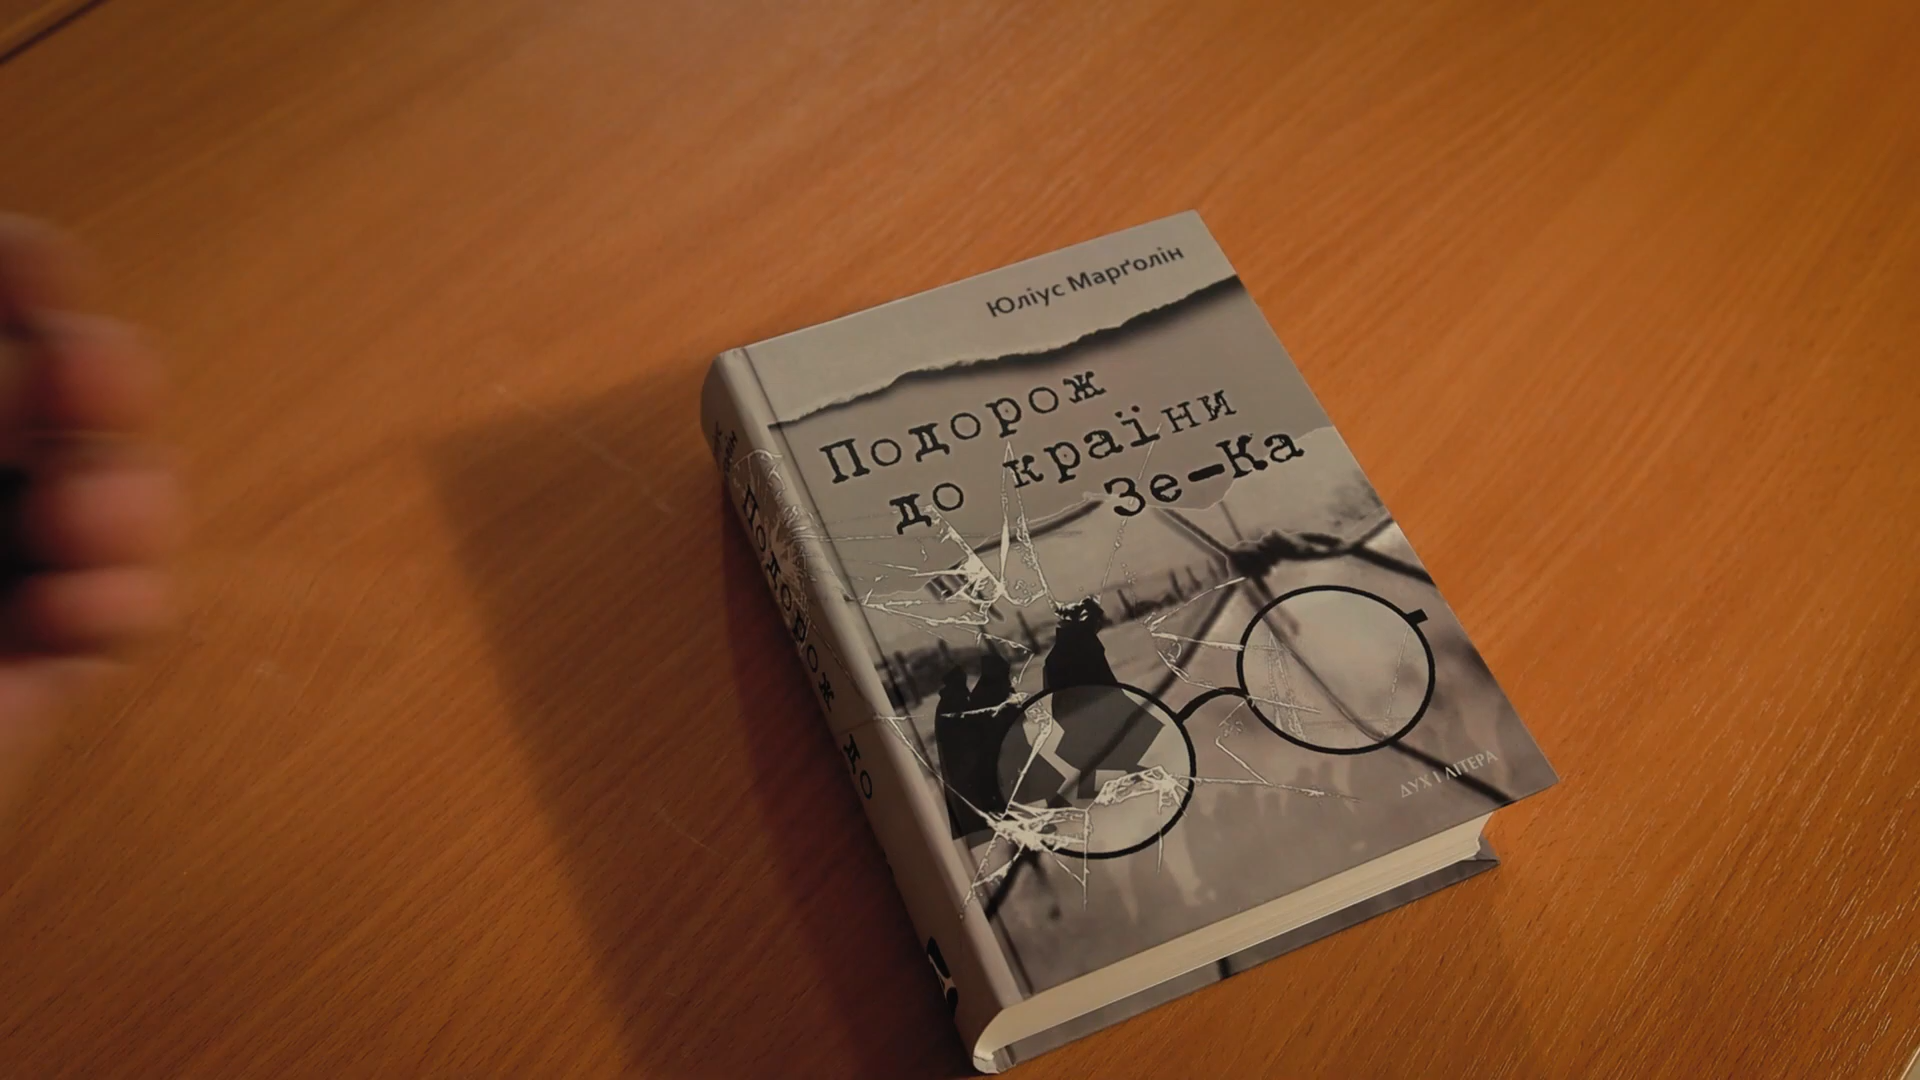 Юліус Марґолін
Подорож
до країни
Зе-Ка
ДУХ І ЛІТЕРА
Подорож до